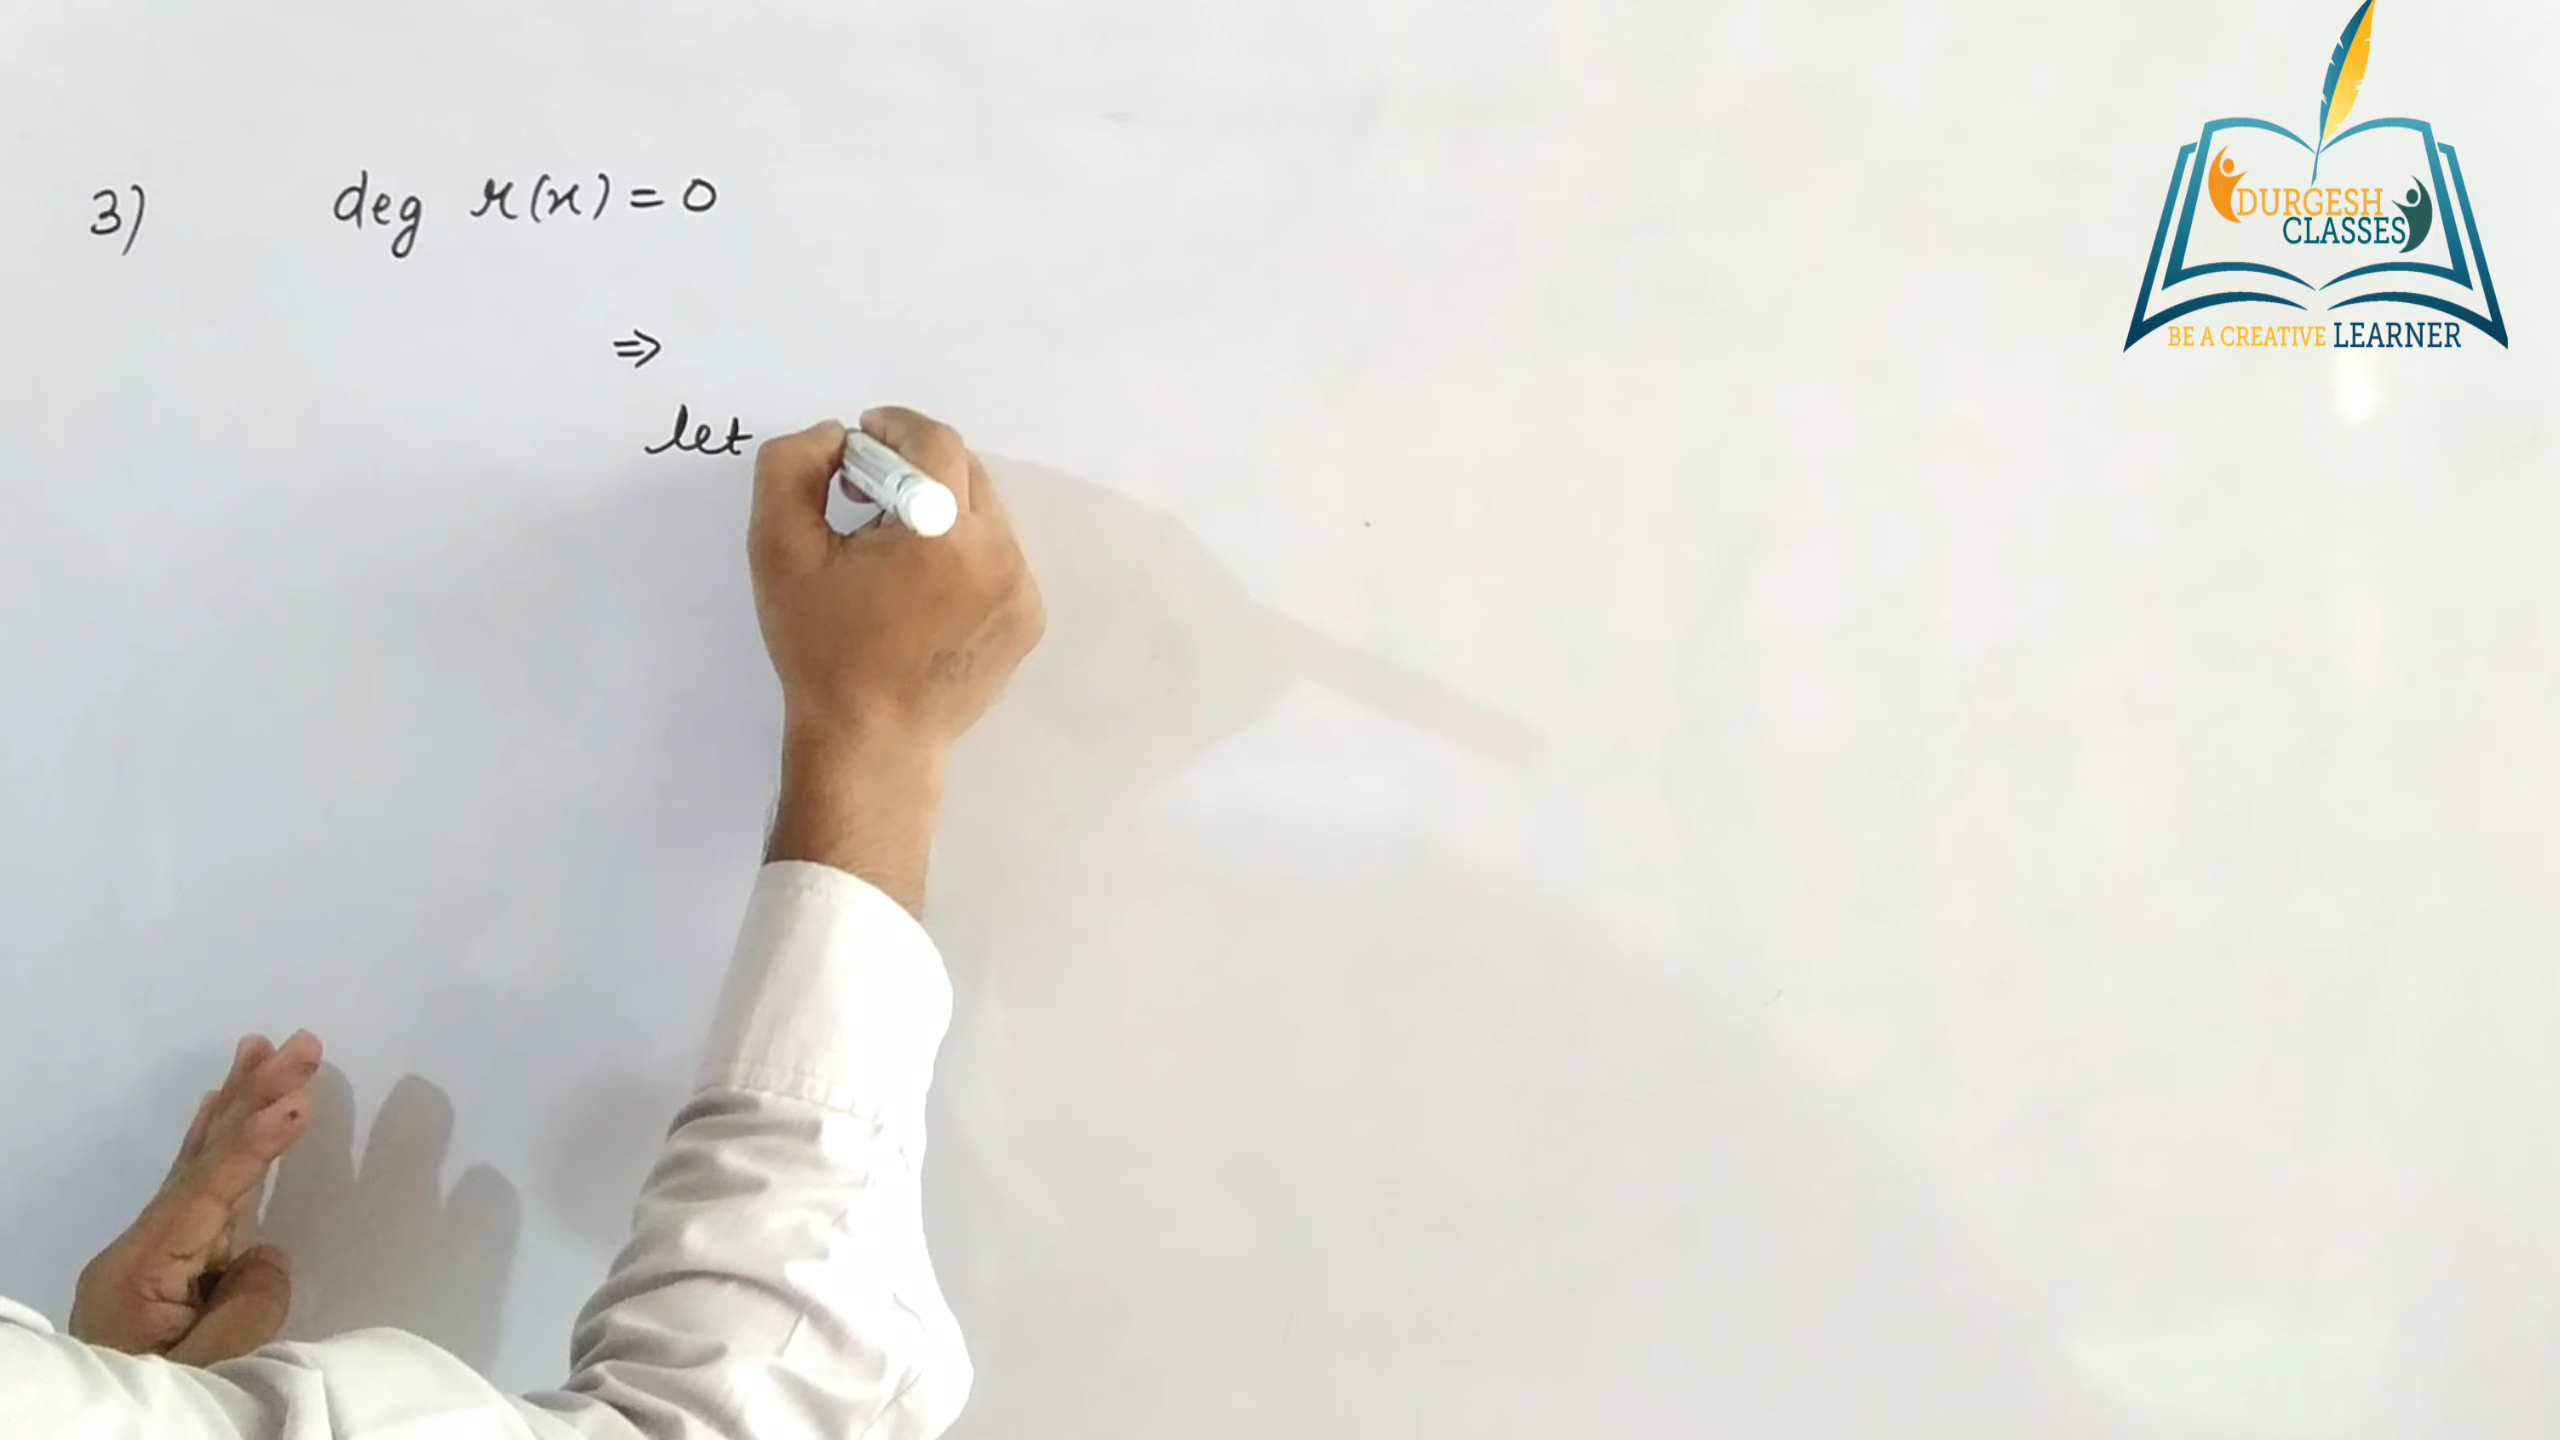 3) deg r(x) = 0
⇒
let
DURGESH
CLASSES
BE A CREATIVE LEARNER